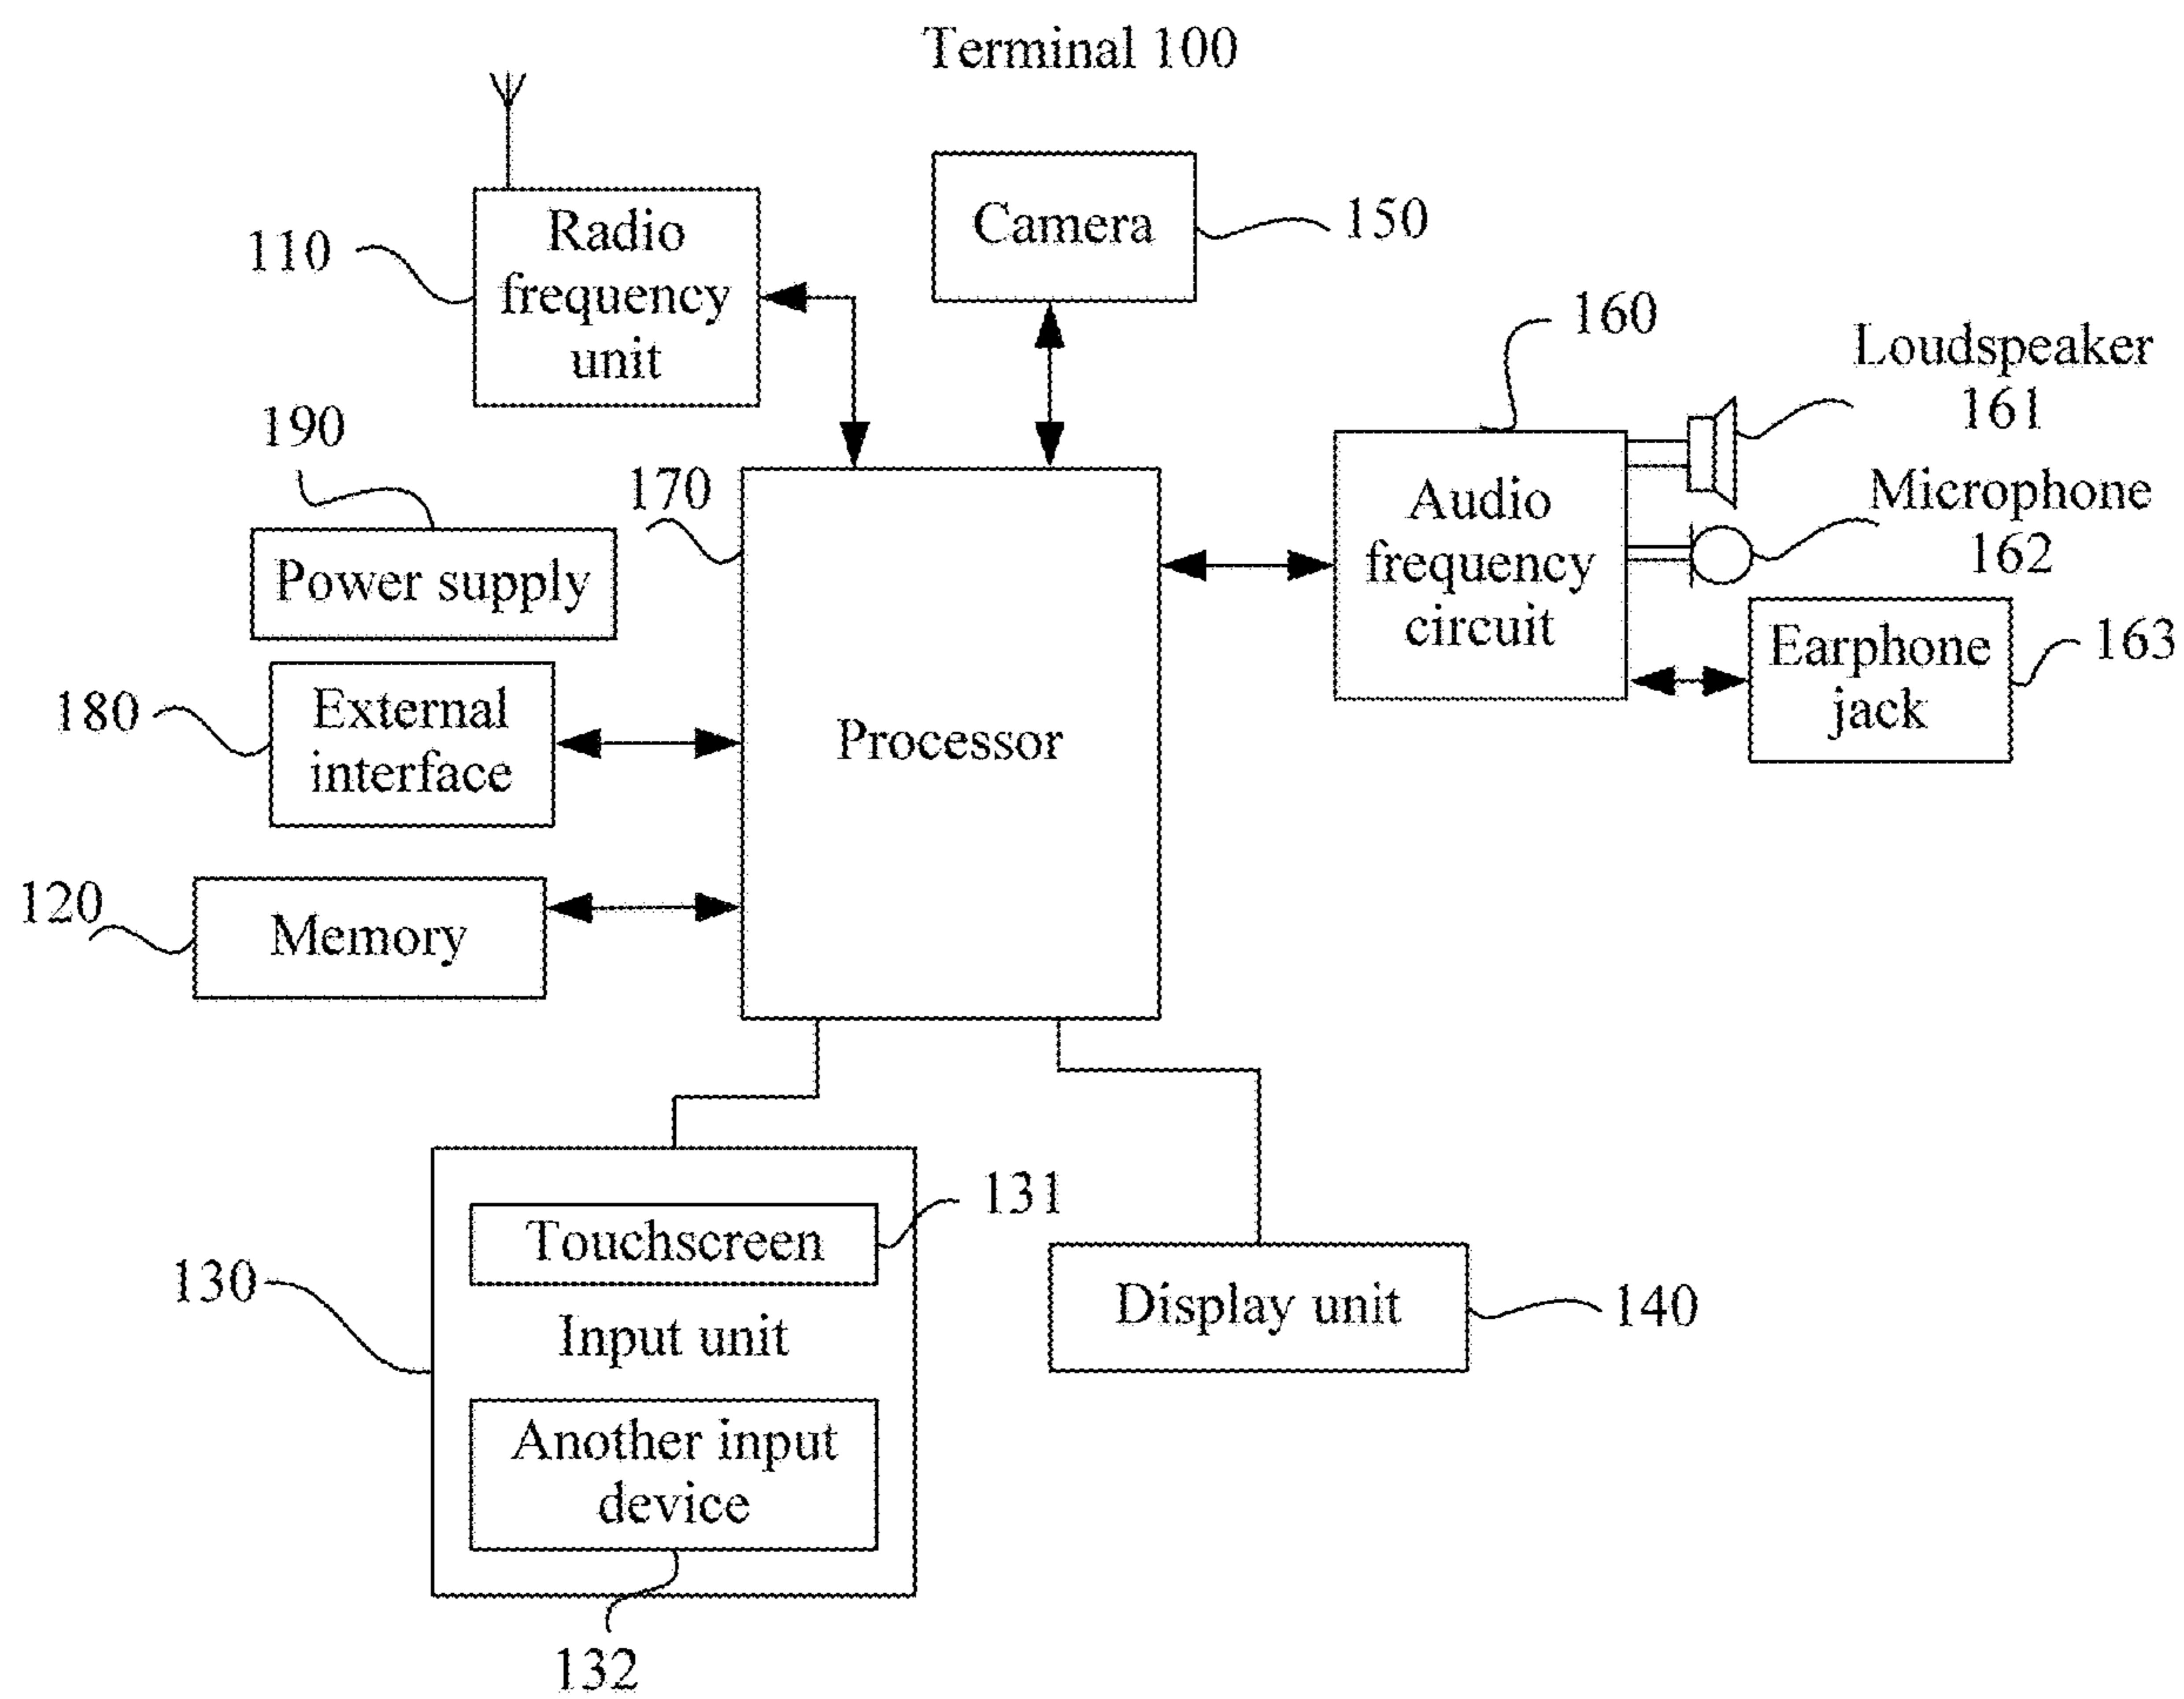 Terminal 100
Radio
frequency
unit
110
Camera
150
160
Loudspeaker
161
190
170
Microphone
162
Audio
frequency
circuit
Power supply
Earphone
jack
163
180
External
interface
Processor
120
Memory
131
Touchscreen
130
Input unit
Display unit
140
Another input
device
132